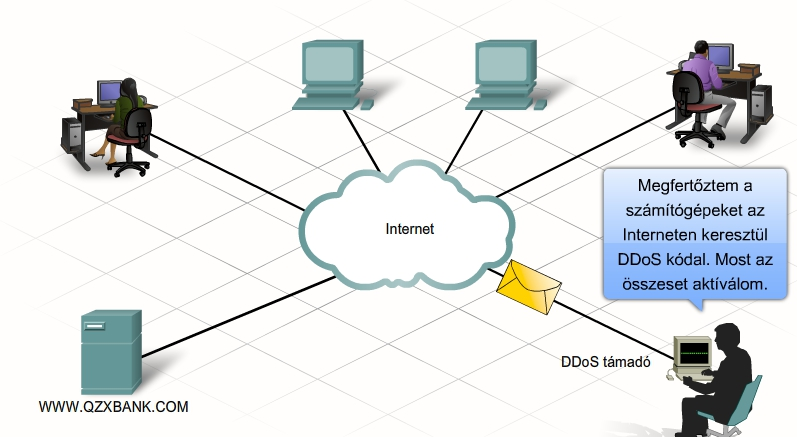 Internet
Megfertőztem a
számítógépeket az
Interneten keresztül
DDoS kódal. Most az
összeset aktíválom.
DDoS támadó
WWW.QZXBANK.COM